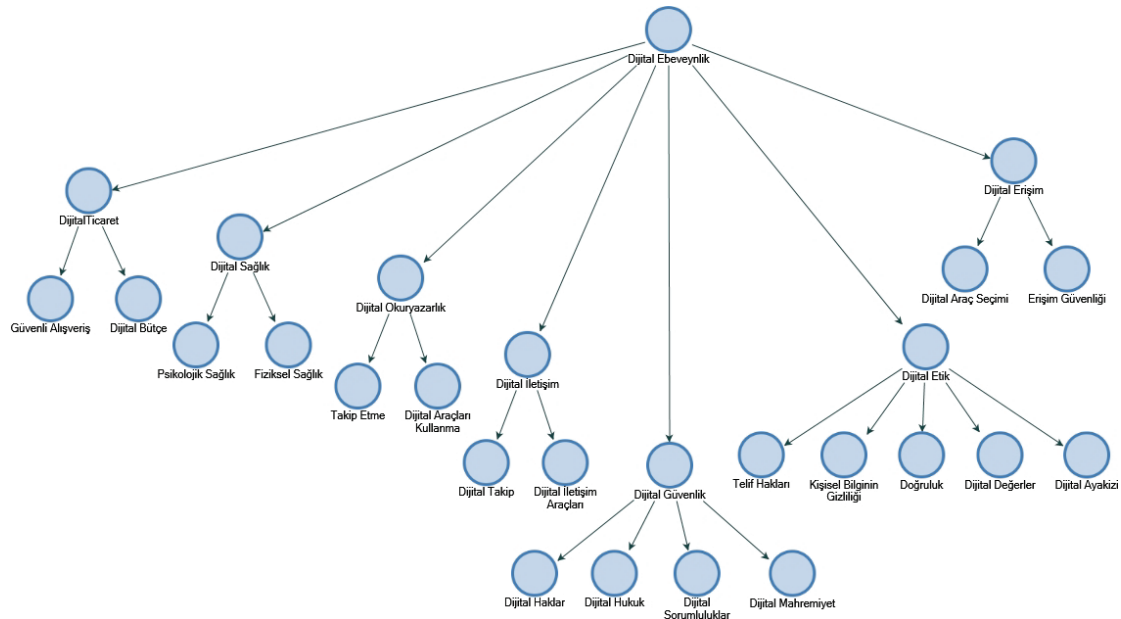 Dijital Ebeveynlik
DijitalTicaret
Güvenli Alışveriş
Dijital Bütçe
Dijital Sağlık
Psikolojik Sağlık
Fiziksel Sağlık
Dijital Okuryazarlık
Takip Etme
Dijital Araçları
Kullanma
Dijital İletişim
Dijital Takip
Dijital İletişim
Araçları
Dijital Güvenlik
Dijital Haklar
Dijital Hukuk
Dijital
Sorumluluklar
Dijital Mahremiyet
Dijital Etik
Telif Hakları
Kişisel Bilginin
Gizliliği
Doğruluk
Dijital Değerler
Dijital Ayakizi
Dijital Erişim
Dijital Araç Seçimi
Erişim Güvenliği